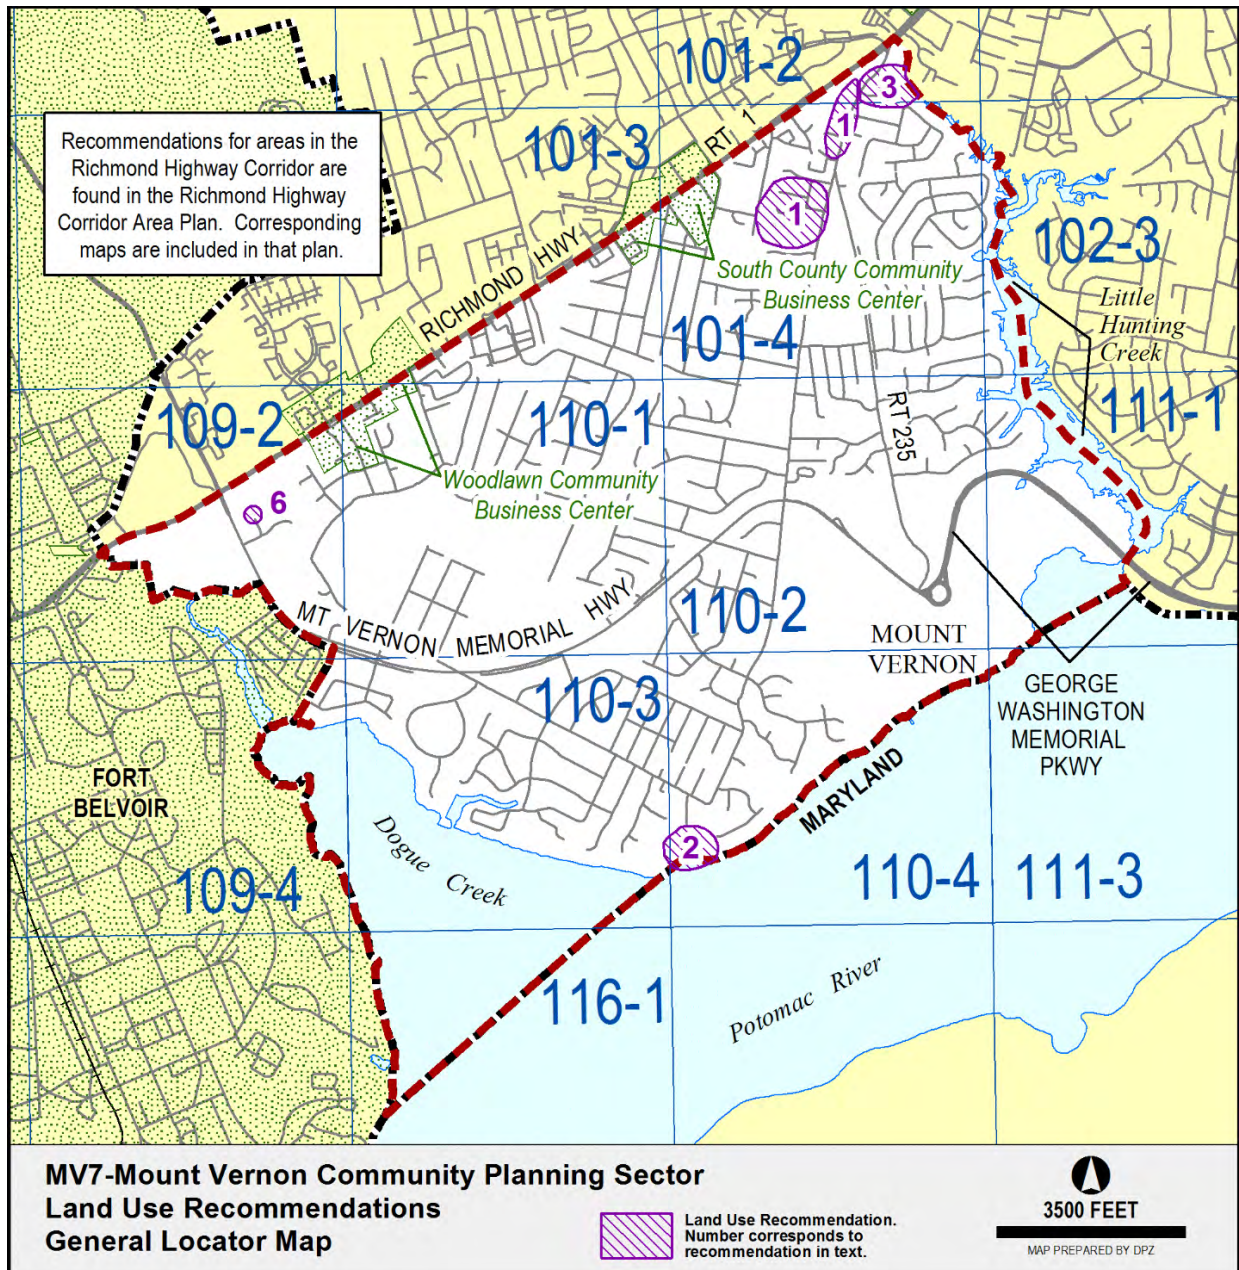 101-2
3
1
RT 1
101-3
Recommendations for areas in the
Richmond Highway Corridor are
found in the Richmond Highway
Corridor Area Plan. Corresponding
maps are included in that plan.
1
102-3
RICHMOND HWY
South County Community
Business Center
Little
Hunting
Creek
101-4
109-2
110-1
RT 235
111-1
Woodlawn Community
Business Center
6
MT VERNON MEMORIAL HWY
110-2
MOUNT
VERNON
110-3
GEORGE
WASHINGTON
MEMORIAL
PKWY
FORT
BELVOIR
MARYLAND
Dogue Creek
2
109-4
110-4
111-3
116-1
Potomac River
MV7-Mount Vernon Community Planning Sector
Land Use Recommendations
General Locator Map
Land Use Recommendation.
Number corresponds to
recommendation in text.
3500 FEET
MAP PREPARED BY DPZ